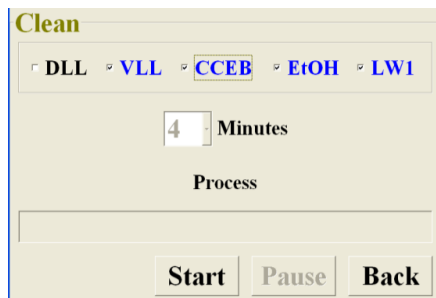 Clean
DLL VLL CCEB EtOH LW1
4 Minutes
Process
Start Pause Back